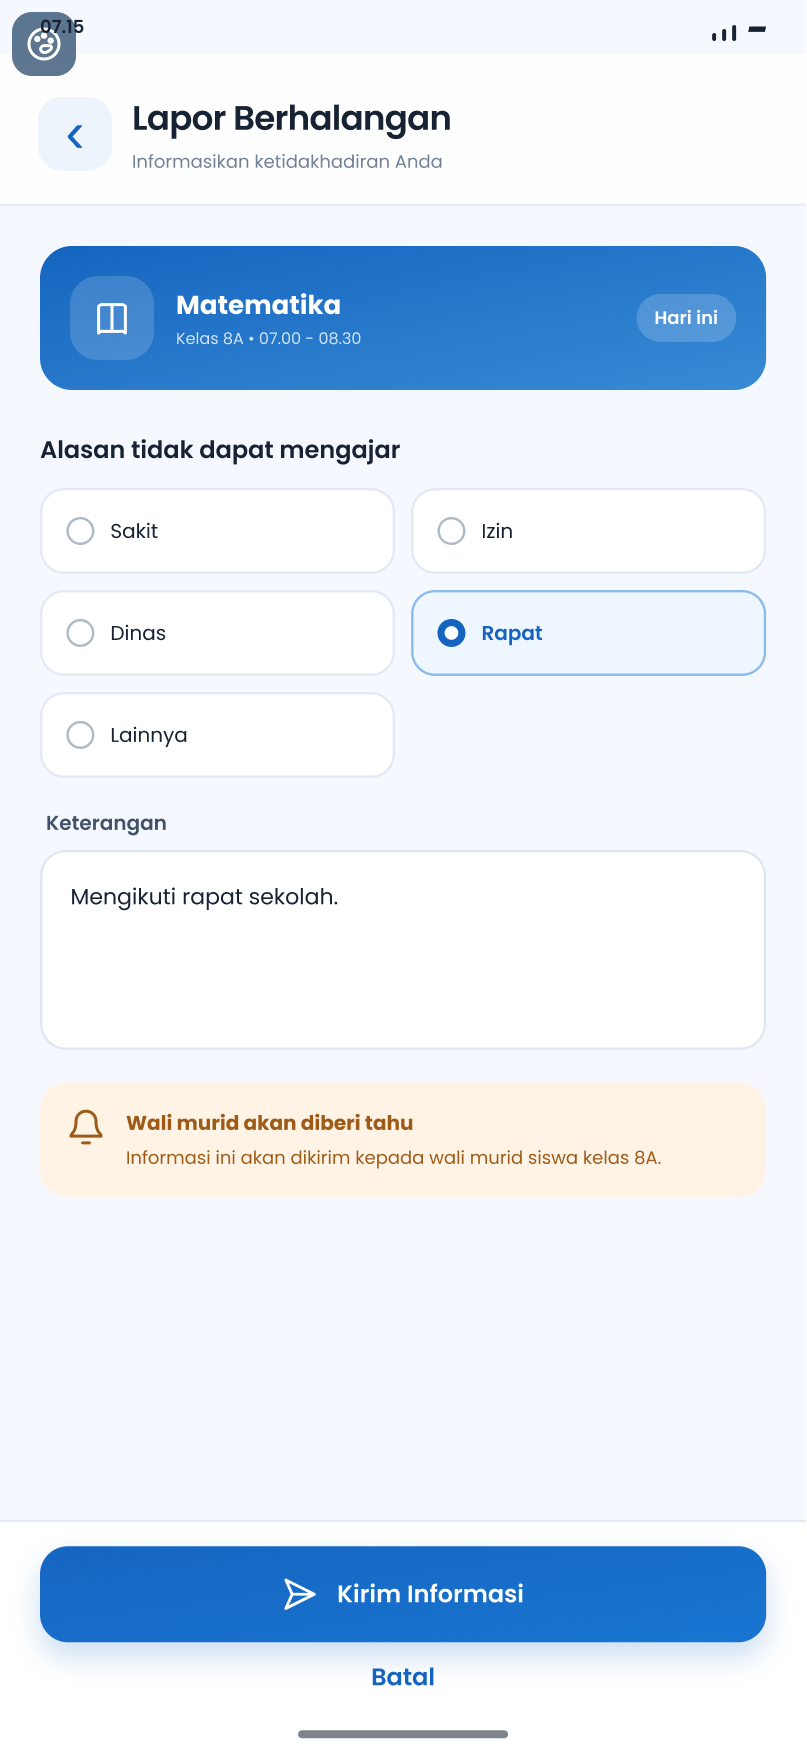 07.15
Lapor Berhalangan
Informasikan ketidakhadiran Anda
Matematika
Kelas 8A • 07.00 - 08.30
Hari ini
Alasan tidak dapat mengajar
Sakit
Izin
Dinas
Rapat
Lainnya
Keterangan
Mengikuti rapat sekolah.
Wali murid akan diberi tahu
Informasi ini akan dikirim kepada wali murid siswa kelas 8A.
Kirim Informasi
Batal